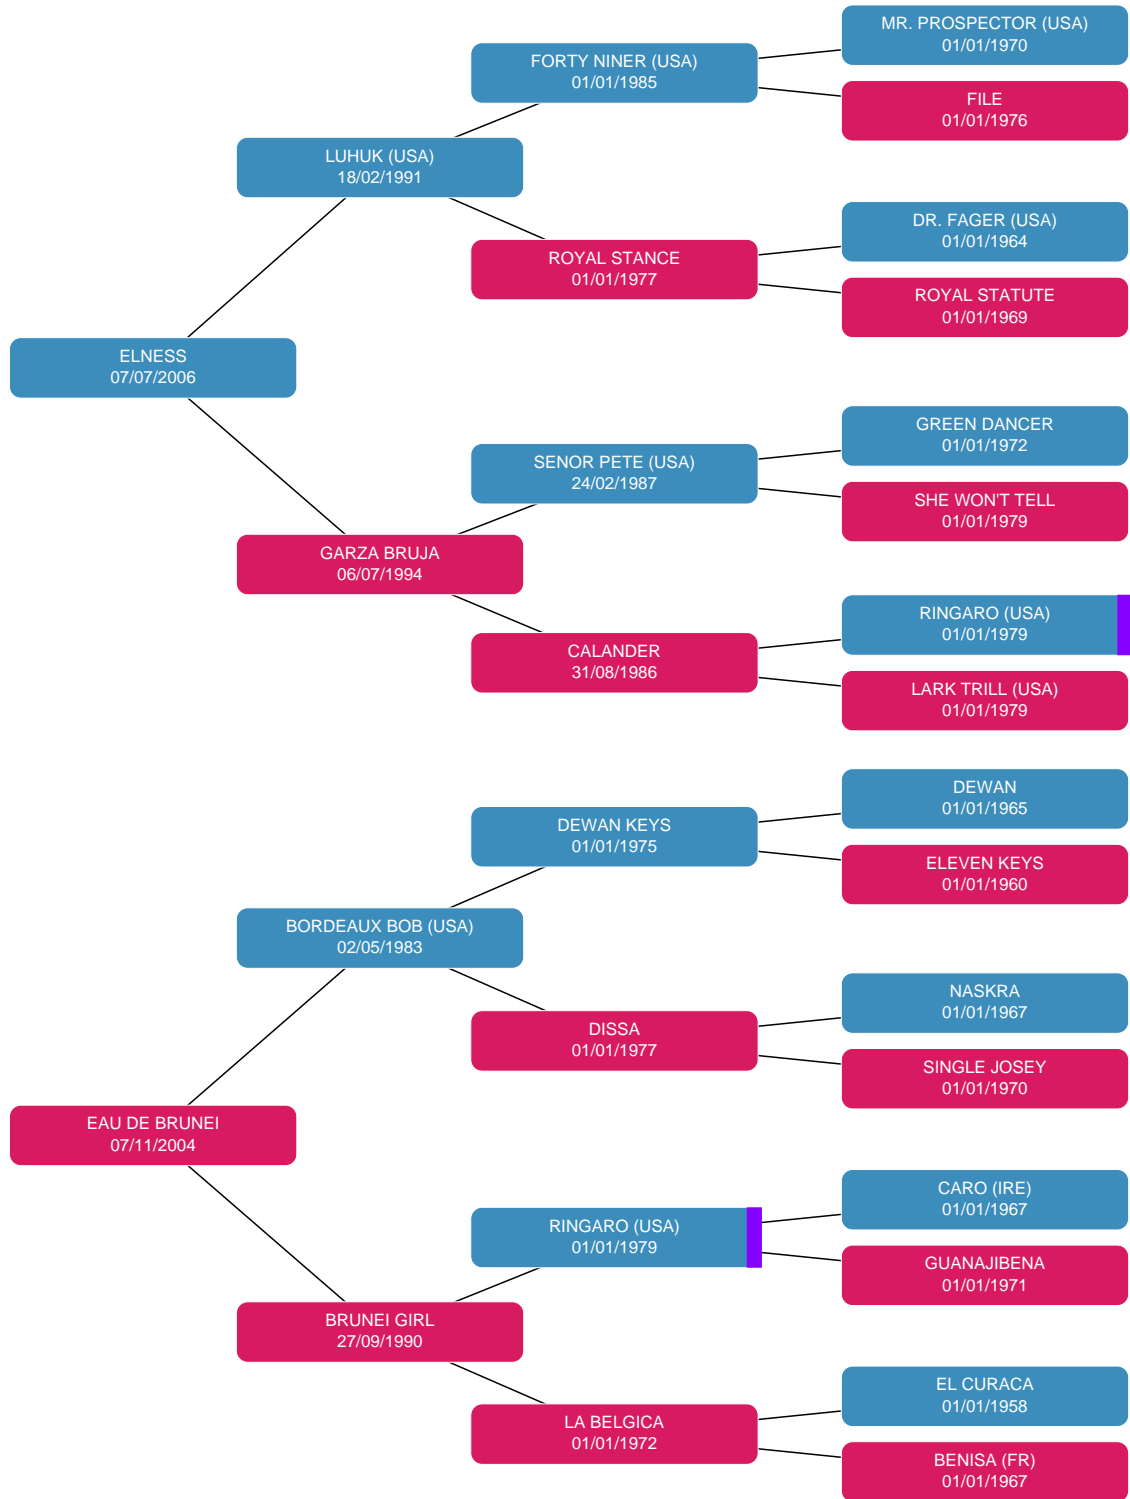 MR. PROSPECTOR (USA)
01/01/1970
FORTY NINER (USA)
01/01/1985
FILE
01/01/1976
LUHUK (USA)
18/02/1991
DR. FAGER (USA)
01/01/1964
ROYAL STANCE
01/01/1977
ROYAL STATUTE
01/01/1969
ELNESS
07/07/2006
GREEN DANCER
01/01/1972
SENOR PETE (USA)
24/02/1987
SHE WON'T TELL
01/01/1979
GARZA BRUJA
06/07/1994
RINGARO (USA)
01/01/1979
CALANDER
31/08/1986
LARK TRILL (USA)
01/01/1979
DEWAN
01/01/1965
DEWAN KEYS
01/01/1975
ELEVEN KEYS
01/01/1960
BORDEAUX BOB (USA)
02/05/1983
NASKRA
01/01/1967
DISSA
01/01/1977
SINGLE JOSEY
01/01/1970
EAU DE BRUNEI
07/11/2004
CARO (IRE)
01/01/1967
RINGARO (USA)
01/01/1979
GUANAJIBENA
01/01/1971
BRUNEI GIRL
27/09/1990
EL CURACA
01/01/1958
LA BELGICA
01/01/1972
BENISA (FR)
01/01/1967